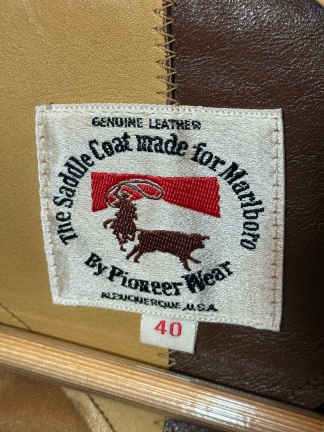 GENUINE LEATHER
The Saddle Coat made for Marlboro
By Pioneer Wear
ALBUQUERQUE, U.S.A.
40